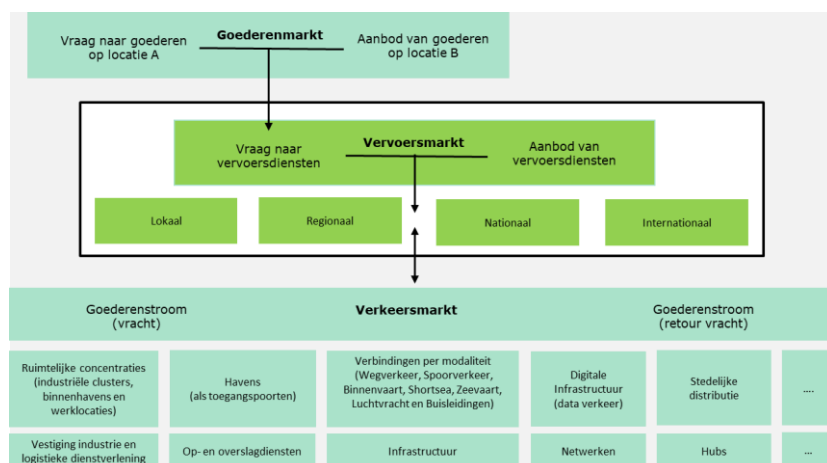 Vraag naar goederen
op locatie A
Goederenmarkt
Aanbod van goederen
op locatie B
Vraag naar
vervoersdiensten
Vervoersmarkt
Aanbod van
vervoersdiensten
Lokaal
Regionaal
Nationaal
Internationaal
Goederenstroom
(vracht)
Verkeersmarkt
Goederenstroom
(retour vracht)
Ruimtelijke concentraties
(industriële clusters,
binnenhavens en
werklocaties)
Havens
(als toegangspoorten)
Verbindingen per modaliteit
(Wegverkeer, Spoorverkeer,
Binnenvaart, Shortsea, Zeevaart,
Luchtvracht en Buisleidingen)
Digitale
Infrastructuur
(data verkeer)
Stedelijke
distributie
....
Vestiging industrie en
logistieke dienstverlening
Op- en overslagdiensten
Infrastructuur
Netwerken
Hubs
...